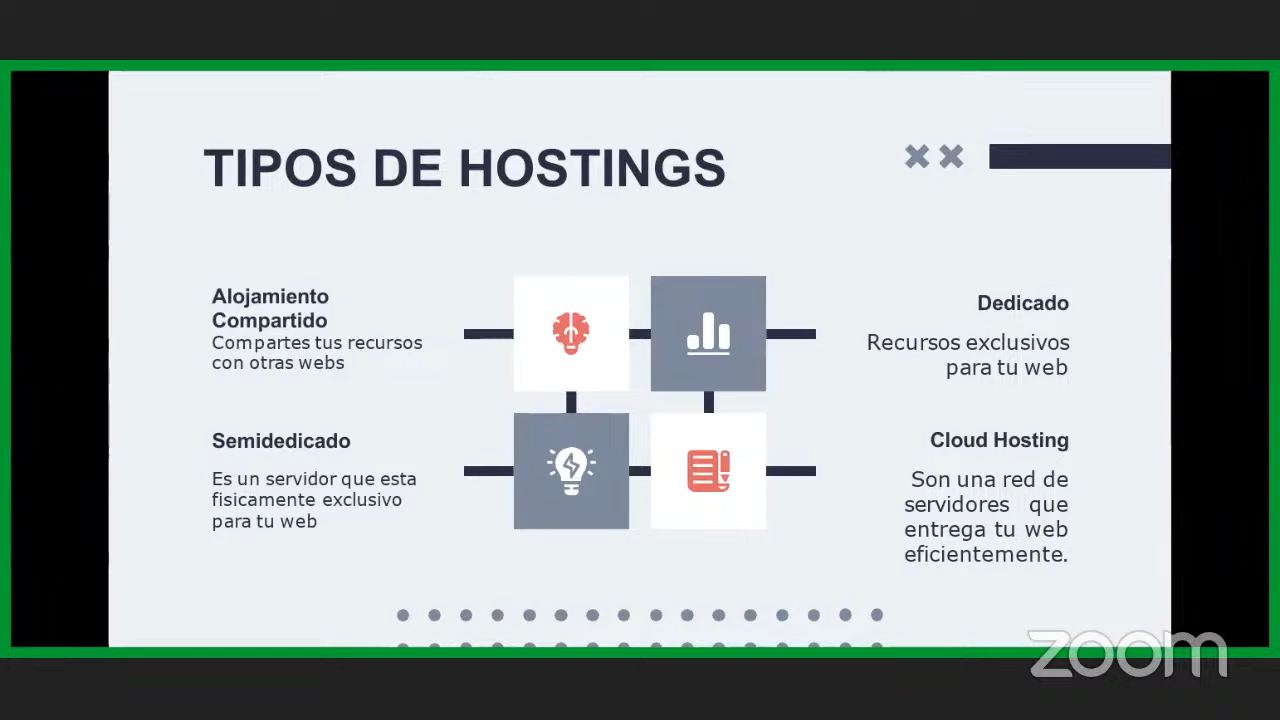 TIPOS DE HOSTINGS
Alojamiento
Compartido
Compartes tus recursos
con otras webs
Dedicado
Recursos exclusivos
para tu web
Semidedicado
Es un servidor que esta
fisicamente exclusivo
para tu web
Cloud Hosting
Son una red de
servidores que
entrega tu web
eficientemente.
zoom